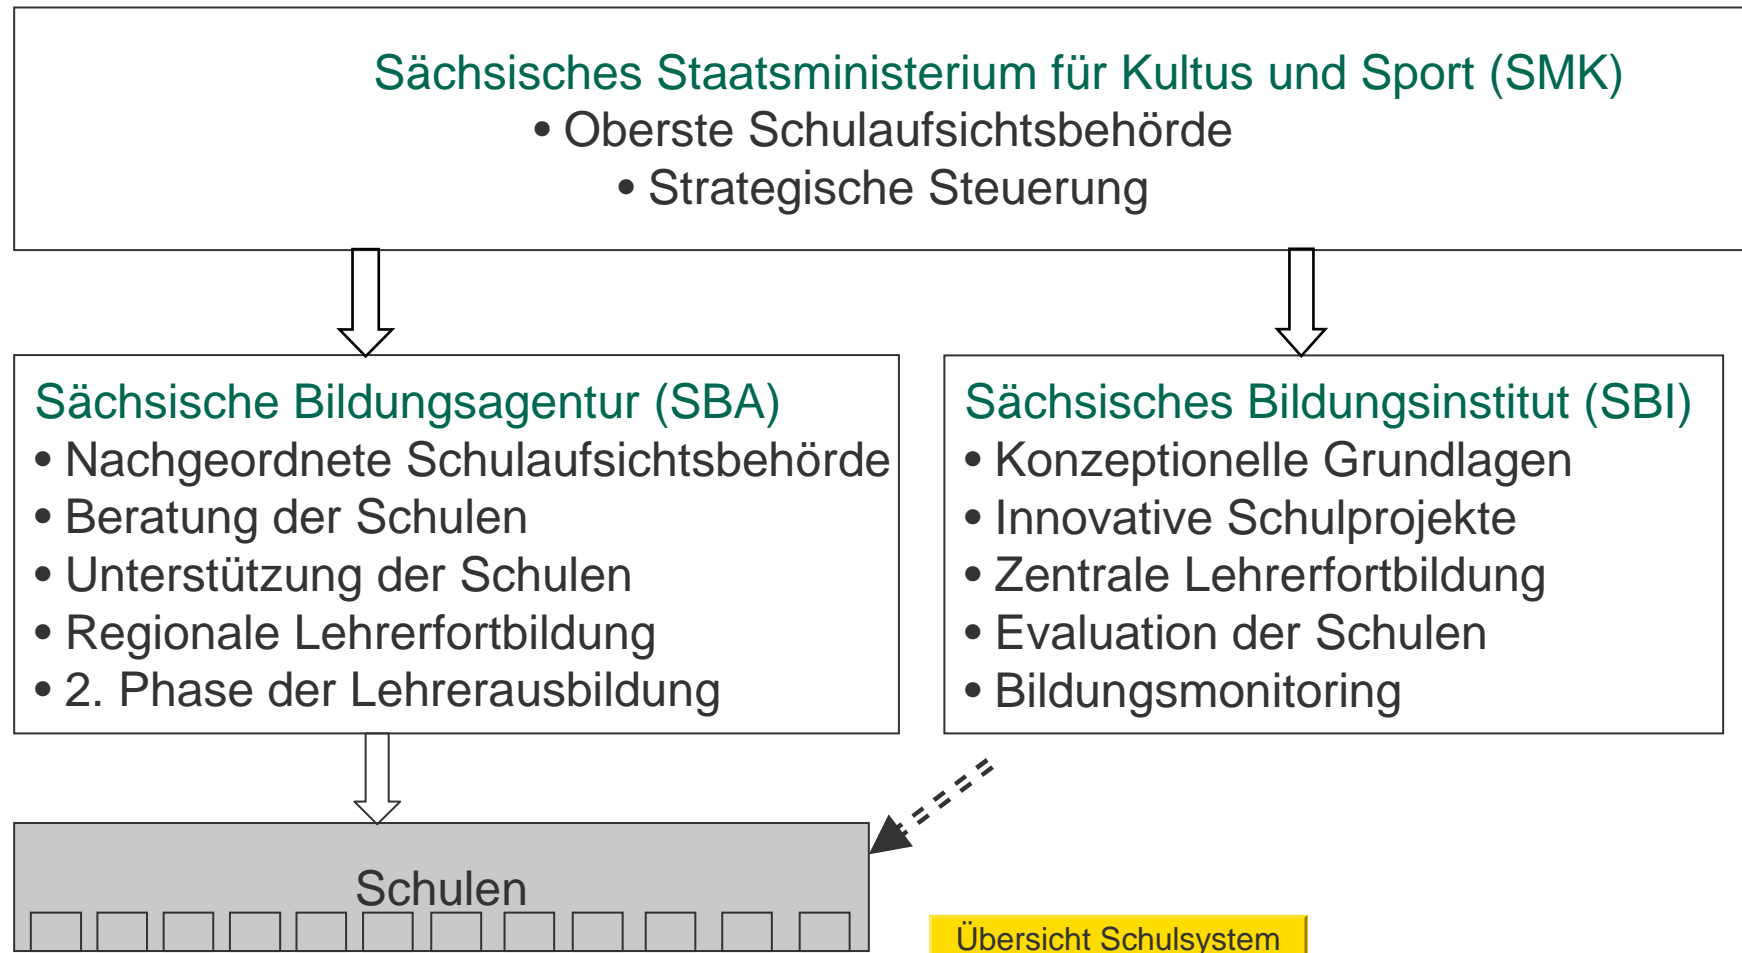 Sächsisches Staatsministerium für Kultus und Sport (SMK)
• Oberste Schulaufsichtsbehörde
• Strategische Steuerung
Sächsische Bildungsagentur (SBA)
• Nachgeordnete Schulaufsichtsbehörde
• Beratung der Schulen
• Unterstützung der Schulen
• Regionale Lehrerfortbildung
• 2. Phase der Lehrerausbildung
Sächsisches Bildungsinstitut (SBI)
• Konzeptionelle Grundlagen
• Innovative Schulprojekte
• Zentrale Lehrerfortbildung
• Evaluation der Schulen
• Bildungsmonitoring
Schulen
Übersicht Schulsystem